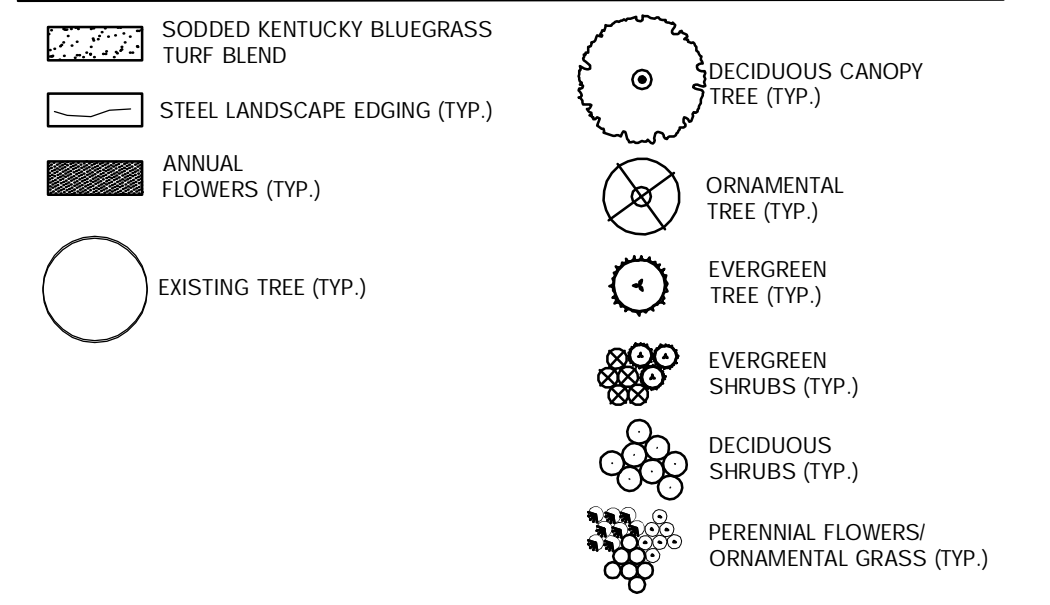 SODDED KENTUCKY BLUEGRASS
TURF BLEND
STEEL LANDSCAPE EDGING (TYP.)
ANNUAL
FLOWERS (TYP.)
EXISTING TREE (TYP.)
DECIDUOUS CANOPY
TREE (TYP.)
ORNAMENTAL
TREE (TYP.)
EVERGREEN
TREE (TYP.)
EVERGREEN
SHRUBS (TYP.)
DECIDUOUS
SHRUBS (TYP.)
PERENNIAL FLOWERS/
ORNAMENTAL GRASS (TYP.)